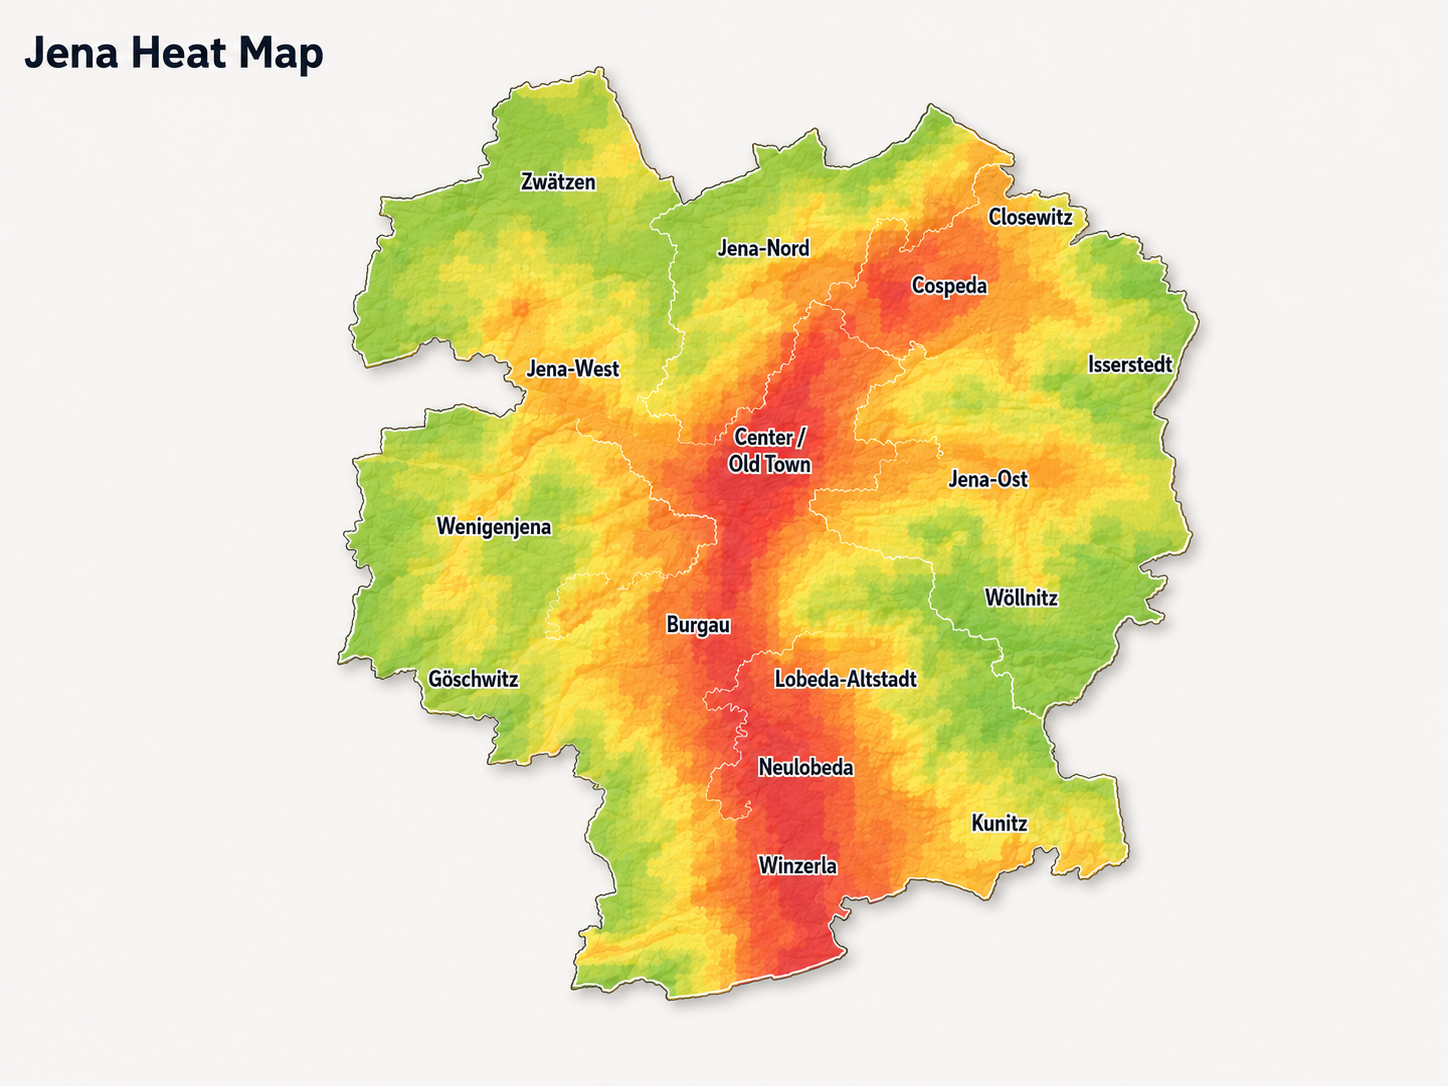 Jena Heat Map
Zwätzen
Closewitz
Jena-Nord
Cospeda
Isserstedt
Jena-West
Center /
Old Town
Jena-Ost
Wenigenjena
Wöllnitz
Burgau
Göschwitz
Lobeda-Altstadt
Neulobeda
Kunitz
Winzerla